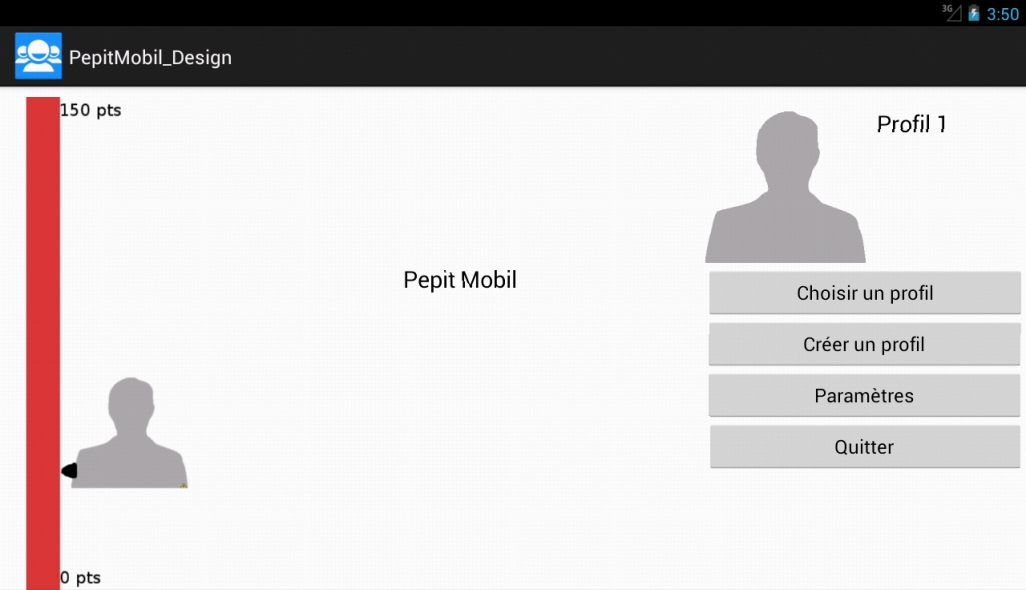 3G 3:50
PepitMobil_Design
150 pts
Profil 1
Pepit Mobil
Choisir un profil
Créer un profil
Paramètres
Quitter
0 pts